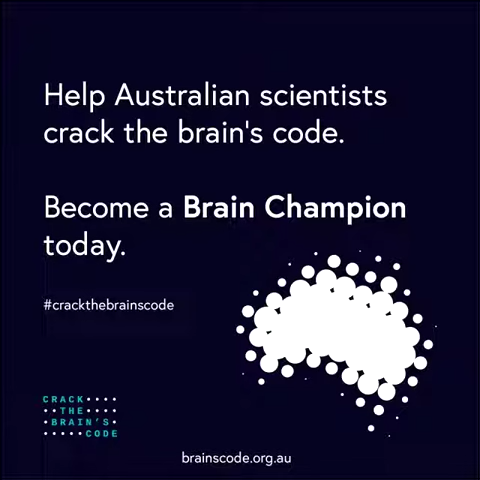 Help Australian scientists
crack the brain's code.
Become a Brain Champion
today.
#crackthebrainscode
CRACK
THE
BRAIN'S
CODE
brainscode.org.au